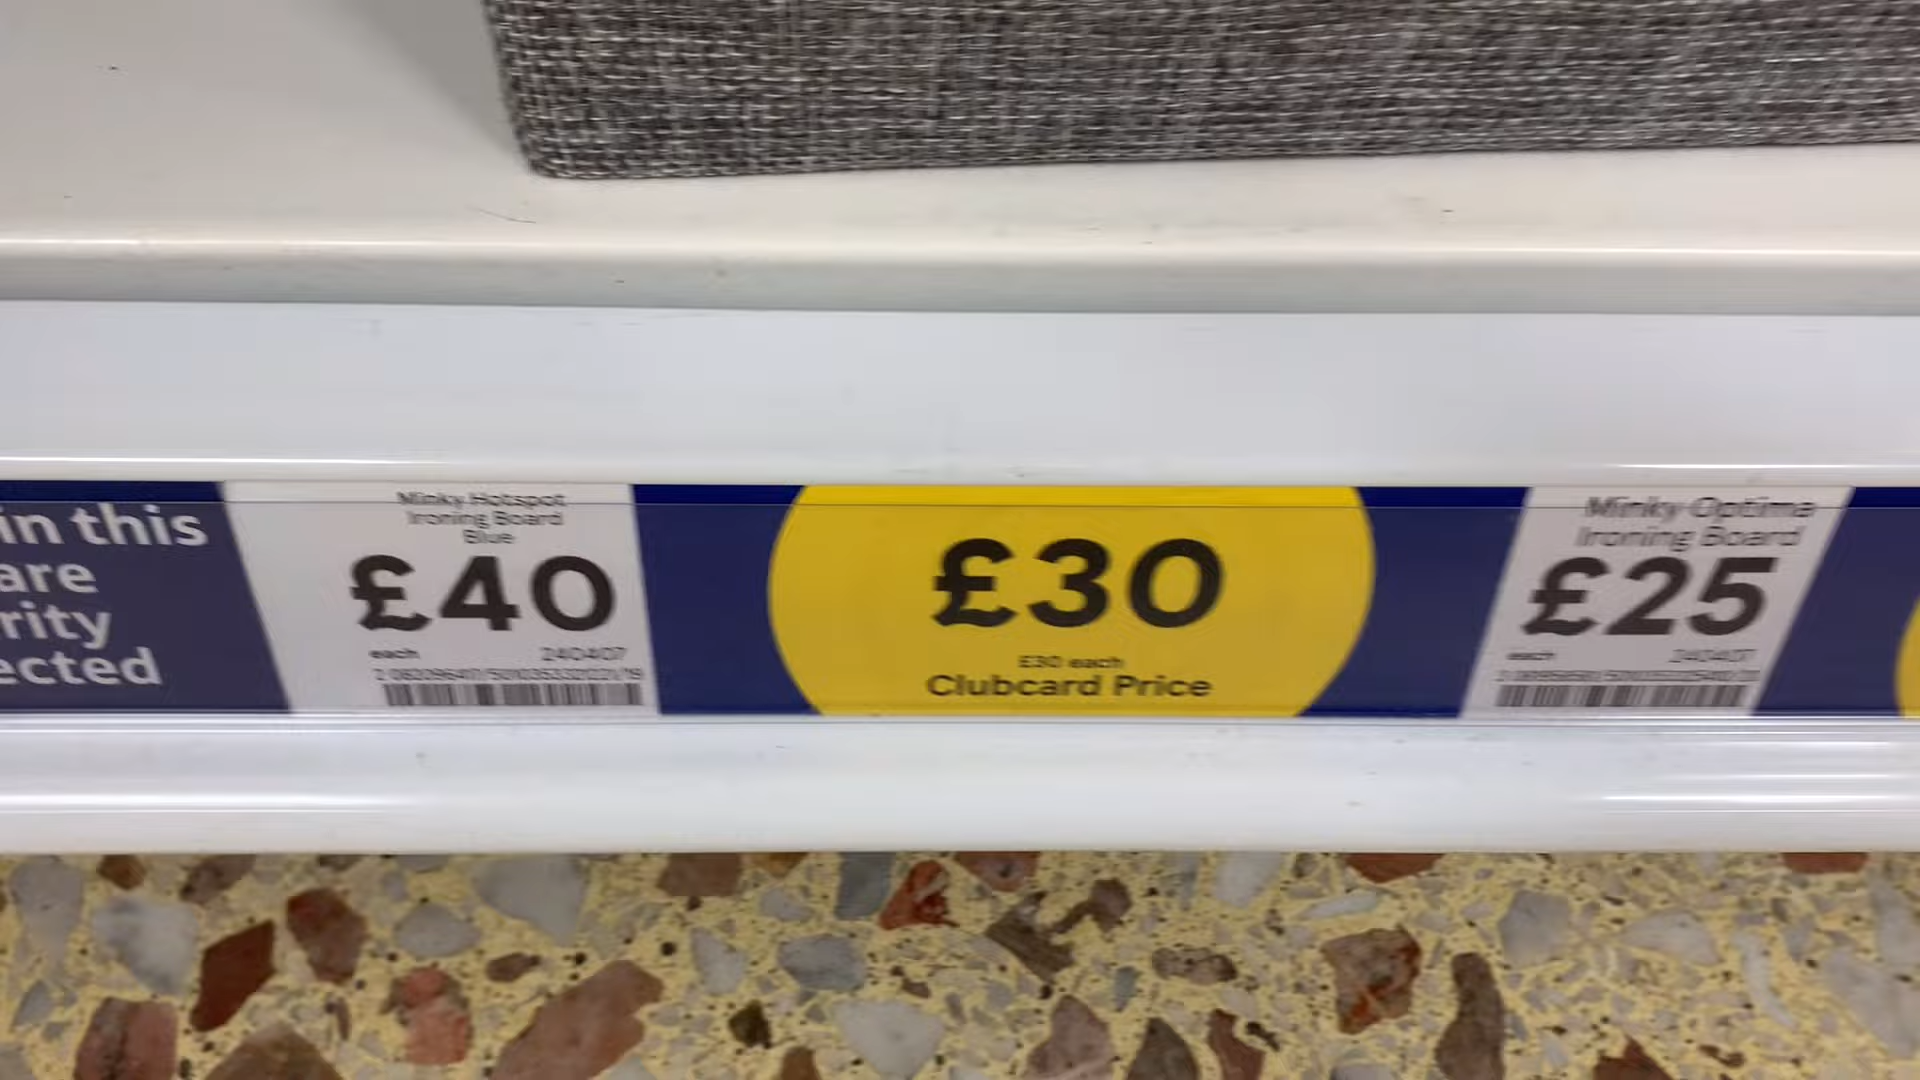 in this
are
rity
ected
Minky Hotspot
Ironing Board
Blue
£40
each 240407
£30
£30 each
Clubcard Price
Minky Optima
Ironing Board
£25
each 240407